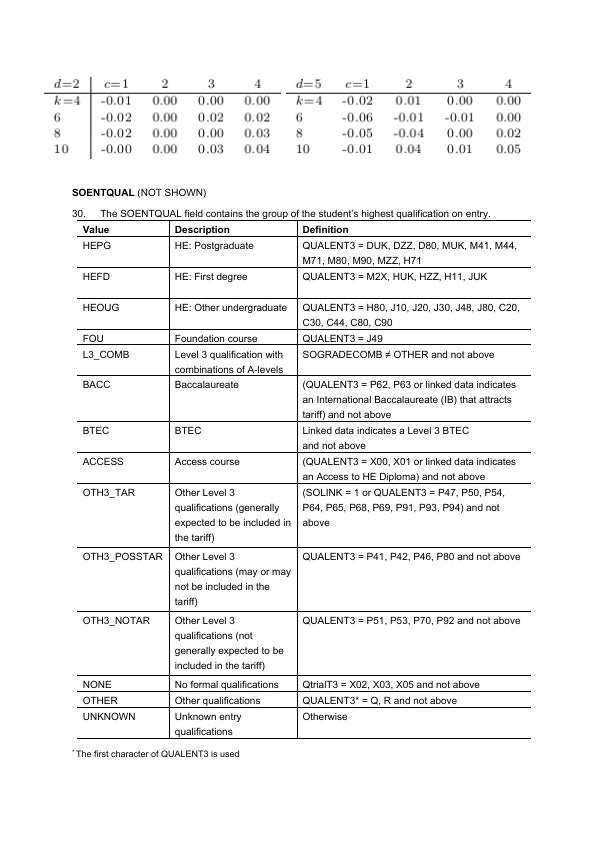 d=2 c=1 2 3 4 d=5 c=1 2 3 4
k=4 -0.01 0.00 0.00 0.00 k=4 -0.02 0.01 0.00 0.00
6 -0.02 0.00 0.02 0.02 6 -0.06 -0.01 -0.01 0.00
8 -0.02 0.00 0.00 0.03 8 -0.05 -0.04 0.00 0.02
10 -0.00 0.00 0.03 0.04 10 -0.01 0.04 0.01 0.05
SOENTQUAL (NOT SHOWN)
30. The SOENTQUAL field contains the group of the student's highest qualification on entry.
Value Description Definition
HEPG HE: Postgraduate QUALENT3 = DUK, DZZ, D80, MUK, M41, M44,
M71, M80, M90, MZZ, H71
HEFD HE: First degree QUALENT3 = M2X, HUK, HZZ, H11, JUK
HEOUG HE: Other undergraduate QUALENT3 = H80, J10, J20, J30, J48, J80, C20,
C30, C44, C80, C90
FOU Foundation course QUALENT3 = J49
L3_COMB Level 3 qualification with SOGRADECOMB ≠ OTHER and not above
combinations of A-levels
BACC Baccalaureate (QUALENT3 = P62, P63 or linked data indicates
an International Baccalaureate (IB) that attracts
tariff) and not above
BTEC BTEC Linked data indicates a Level 3 BTEC
and not above
ACCESS Access course (QUALENT3 = X00, X01 or linked data indicates
an Access to HE Diploma) and not above
OTH3_TAR Other Level 3 (SOLINK = 1 or QUALENT3 = P47, P50, P54,
qualifications (generally P64, P65, P68, P69, P91, P93, P94) and not
expected to be included in above
the tariff)
OTH3_POSSTAR Other Level 3 QUALENT3 = P41, P42, P46, P80 and not above
qualifications (may or may
not be included in the
tariff)
OTH3_NOTAR Other Level 3 QUALENT3 = P51, P53, P70, P92 and not above
qualifications (not
generally expected to be
included in the tariff)
NONE No formal qualifications QtrialT3 = X02, X03, X05 and not above
OTHER Other qualifications QUALENT3* = Q, R and not above
UNKNOWN Unknown entry Otherwise
qualifications
* The first character of QUALENT3 is used